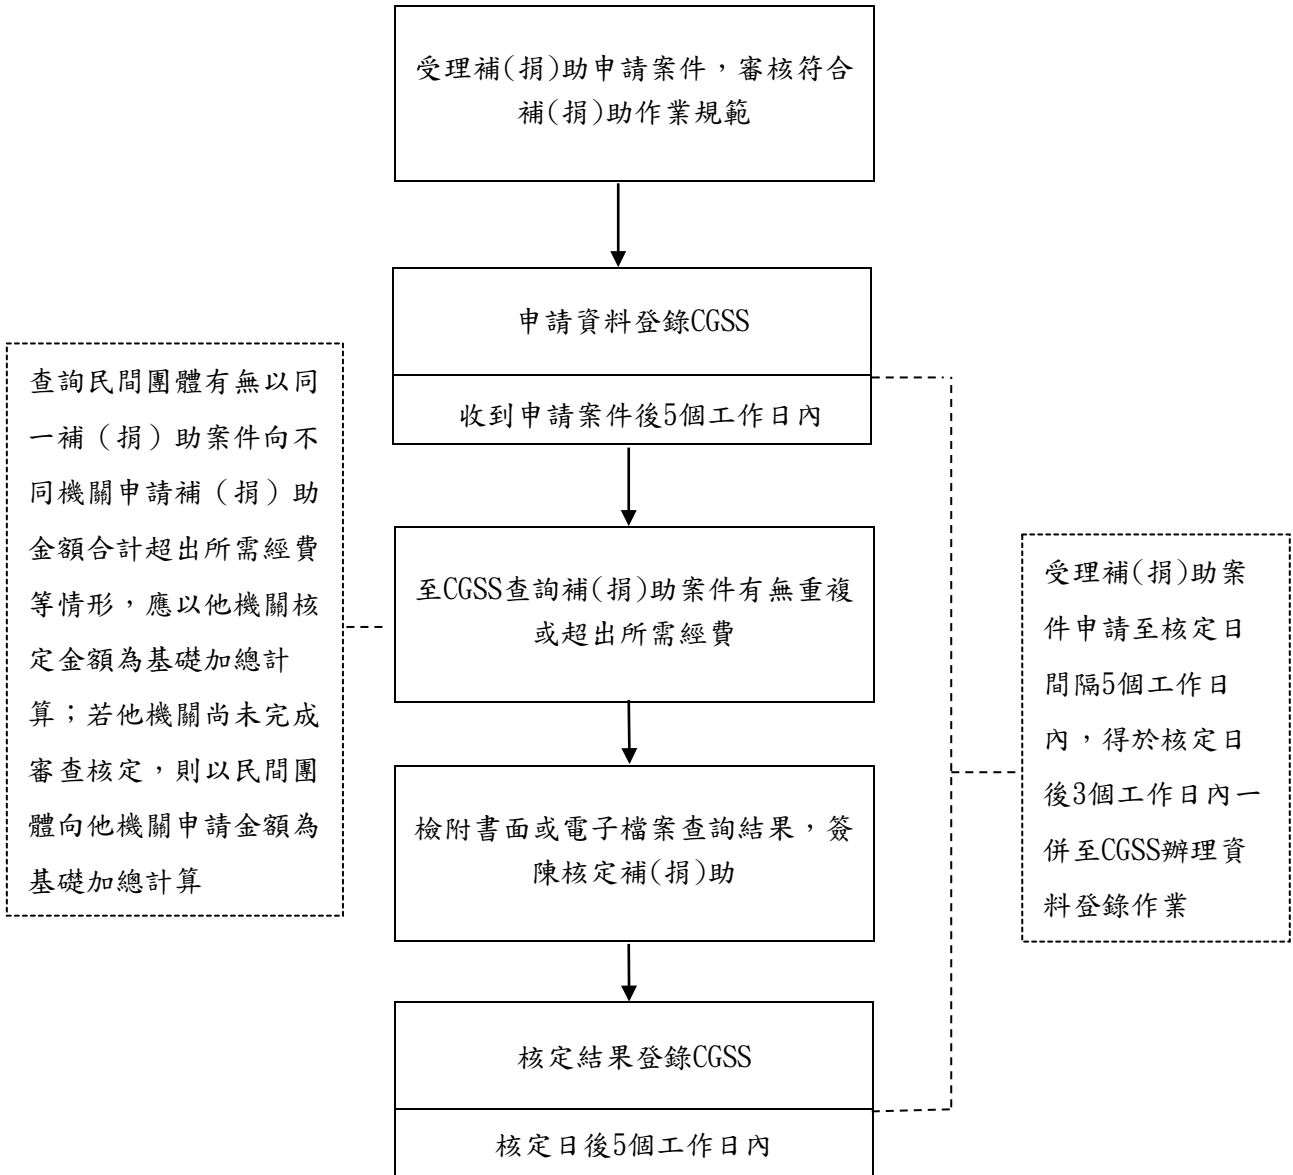 受理補(捐)助申請案件，審核符合
補(捐)助作業規範
申請資料登錄CGSS
收到申請案件後5個工作日內
查詢民間團體有無以同
一補（捐）助案件向不
同機關申請補（捐）助
金額合計超出所需經費
等情形，應以他機關核
定金額為基礎加總計
算；若他機關尚未完成
審查核定，則以民間團
體向他機關申請金額為
基礎加總計算
至CGSS查詢補(捐)助案件有無重複
或超出所需經費
受理補(捐)助案
件申請至核定日
間隔5個工作日
內，得於核定日
後3個工作日內一
併至CGSS辦理資
料登錄作業
檢附書面或電子檔案查詢結果，簽
陳核定補(捐)助
核定結果登錄CGSS
核定日後5個工作日內